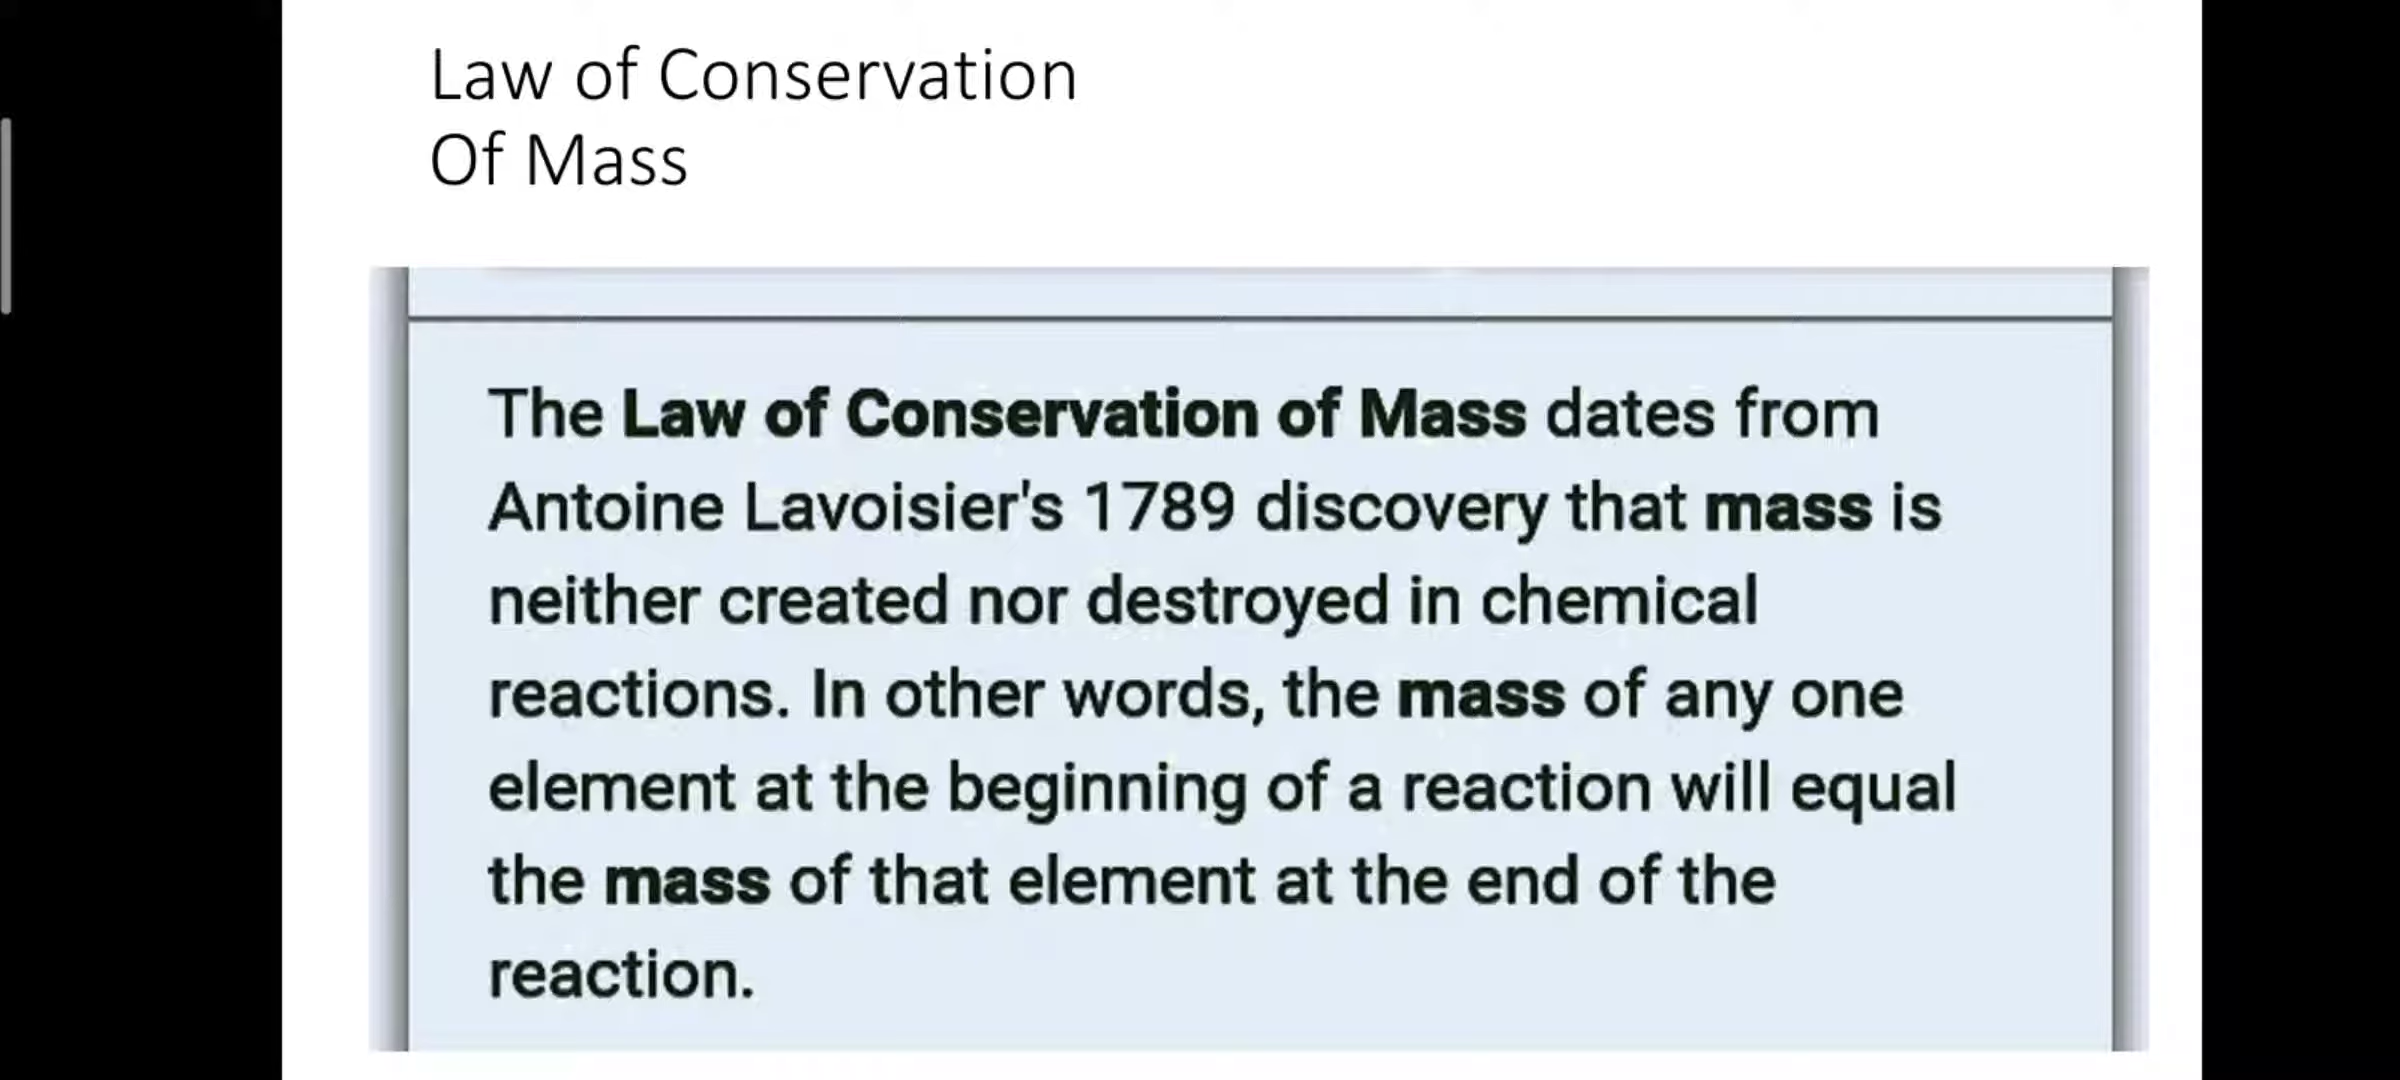 Law of Conservation
Of Mass
The Law of Conservation of Mass dates from
Antoine Lavoisier's 1789 discovery that mass is
neither created nor destroyed in chemical
reactions. In other words, the mass of any one
element at the beginning of a reaction will equal
the mass of that element at the end of the
reaction.